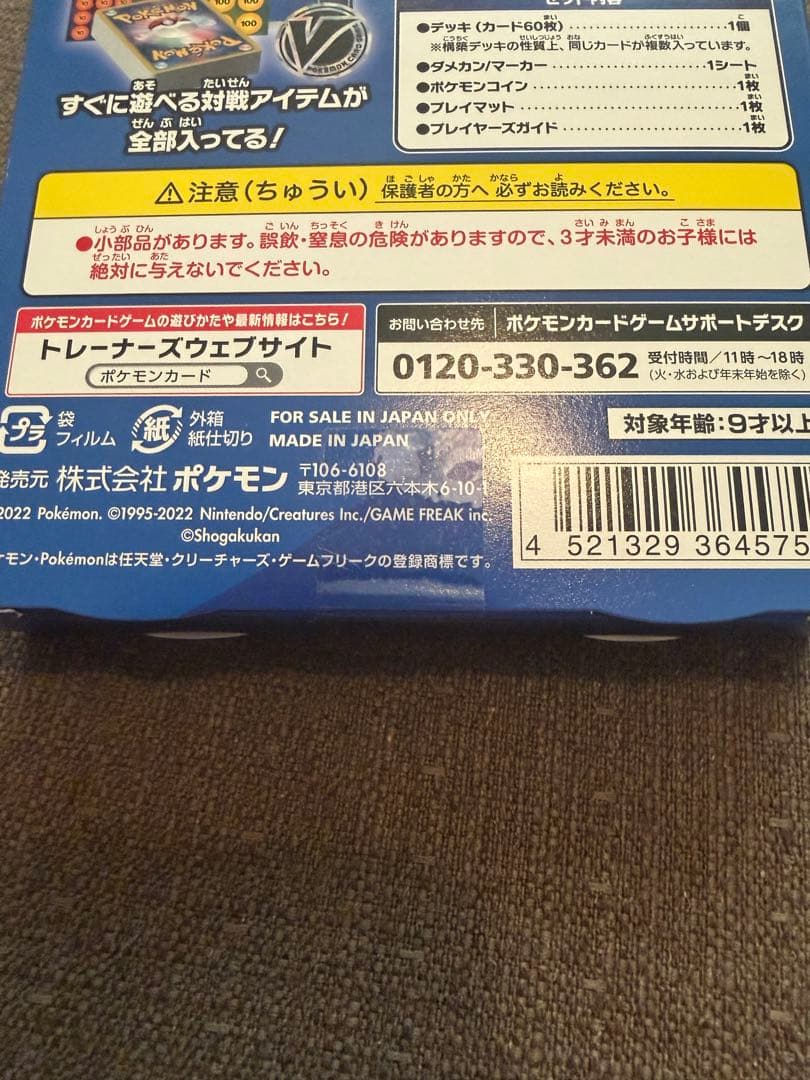 POKÉMON
POKÉMON
100
100
100
すぐに遊べる対戦アイテムが
全部入ってる！
セット内容
●デッキ（カード60枚）……1個
※構築デッキの性質上、同じカードが複数入っています。
●ダメカン/マーカー……1シート
●ポケモンコイン……1枚
●プレイマット……1枚
●プレイヤーズガイド……1枚
⚠注意（ちゅうい） 保護者の方へ 必ずお読みください。
●小部品があります。誤飲・窒息の危険がありますので、3才未満のお子様には
絶対に与えないでください。
ポケモンカードゲームの遊びかたや最新情報はこちら！
トレーナーズウェブサイト
ポケモンカード
お問い合わせ先 ポケモンカードゲームサポートデスク
0120-330-362 受付時間／11時～18時
（火・水および年末年始を除く）
プラ 袋
フィルム
紙 外箱
紙仕切り
FOR SALE IN JAPAN ONLY
MADE IN JAPAN
対象年齢：9才以上
発売元 株式会社ポケモン 〒106-6108
東京都港区六本木6-10-
2022 Pokémon. ©1995-2022 Nintendo/Creatures Inc./GAME FREAK inc.
©Shogakukan
ケモン・Pokémonは任天堂・クリーチャーズ・ゲームフリークの登録商標です。
4 521329 364575